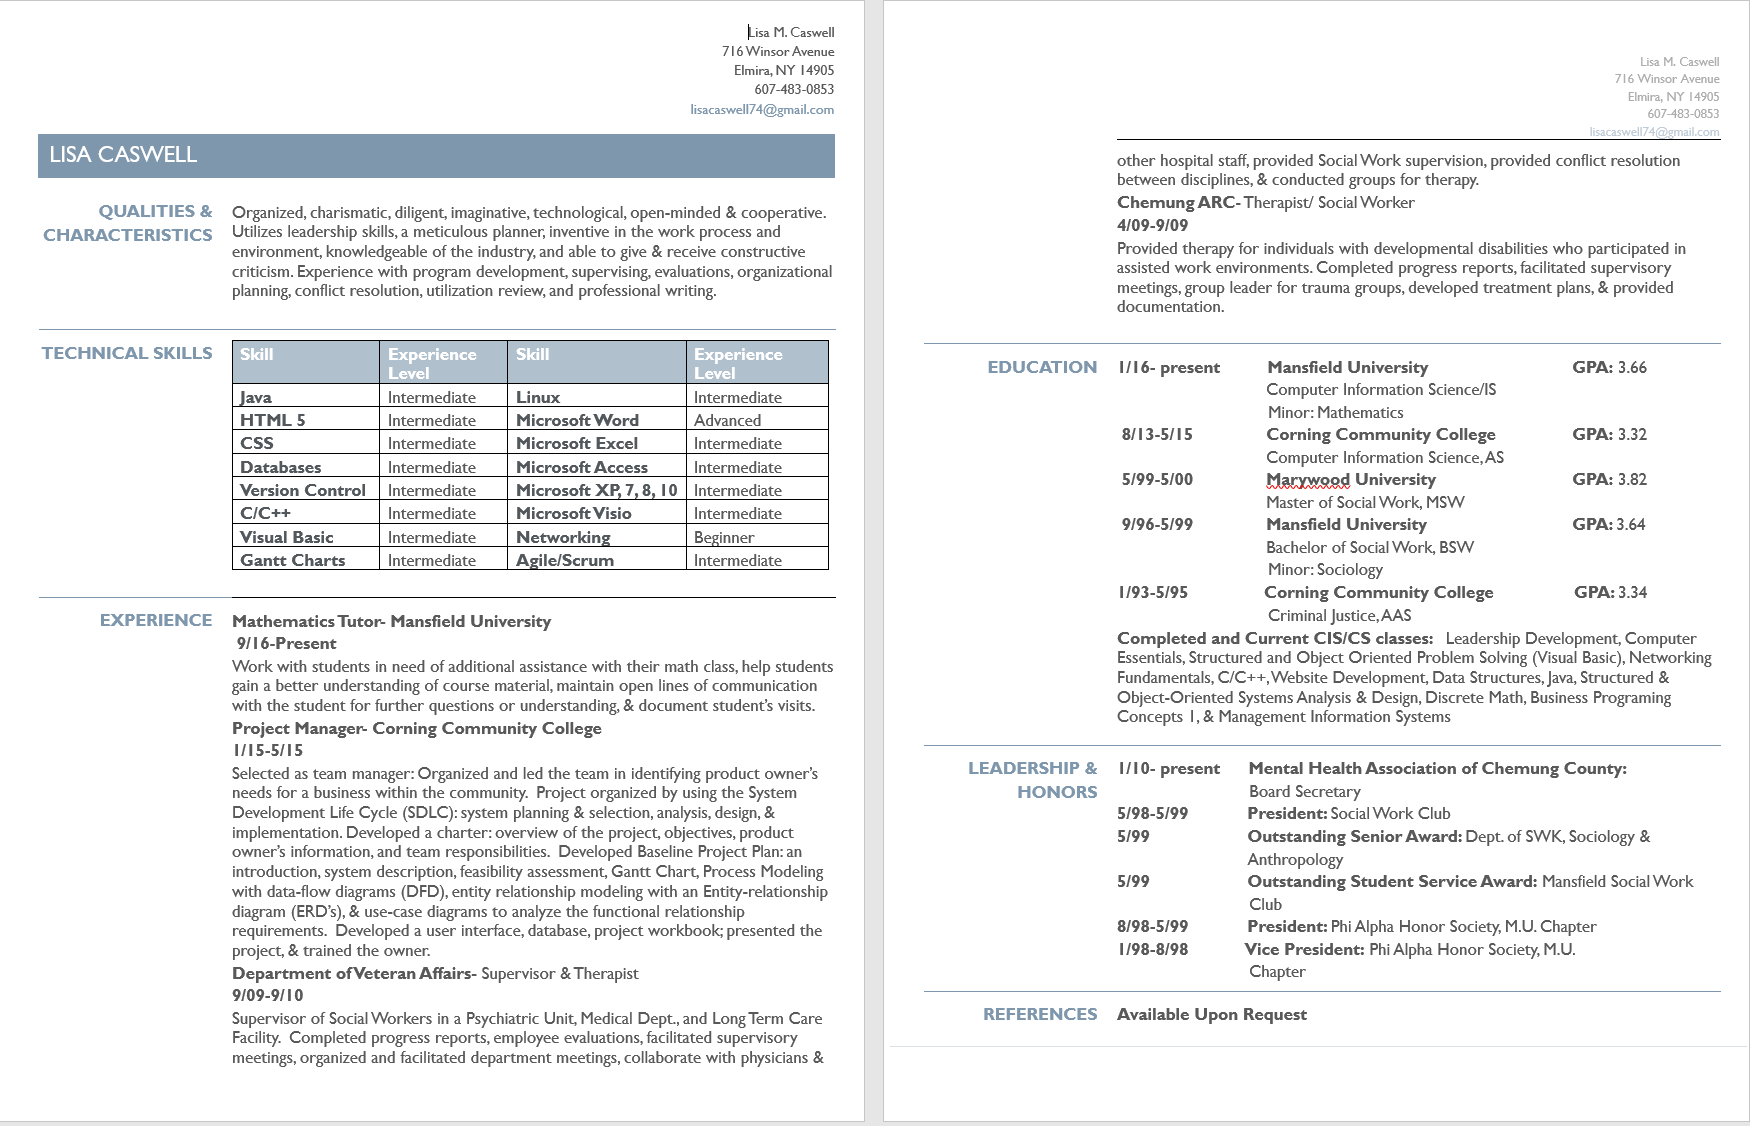 Lisa M. Caswell
716 Winsor Avenue
Elmira, NY 14905
607-483-0853
lisacaswell74@gmail.com
LISA CASWELL
QUALITIES &
CHARACTERISTICS
Organized, charismatic, diligent, imaginative, technological, open-minded & cooperative.
Utilizes leadership skills, a meticulous planner, inventive in the work process and
environment, knowledgeable of the industry, and able to give & receive constructive
criticism. Experience with program development, supervising, evaluations, organizational
planning, conflict resolution, utilization review, and professional writing.
TECHNICAL SKILLS
Skill Experience Level Skill Experience Level
Java Intermediate Linux Intermediate
HTML 5 Intermediate Microsoft Word Advanced
CSS Intermediate Microsoft Excel Intermediate
Databases Intermediate Microsoft Access Intermediate
Version Control Intermediate Microsoft XP, 7, 8, 10 Intermediate
C/C++ Intermediate Microsoft Visio Intermediate
Visual Basic Intermediate Networking Beginner
Gantt Charts Intermediate Agile/Scrum Intermediate
EXPERIENCE
Mathematics Tutor- Mansfield University
9/16-Present
Work with students in need of additional assistance with their math class, help students
gain a better understanding of course material, maintain open lines of communication
with the student for further questions or understanding, & document student's visits.
Project Manager- Corning Community College
1/15-5/15
Selected as team manager: Organized and led the team in identifying product owner's
needs for a business within the community.  Project organized by using the System
Development Life Cycle (SDLC): system planning & selection, analysis, design, &
implementation. Developed a charter: overview of the project, objectives, product
owner's information, and team responsibilities.  Developed Baseline Project Plan: an
introduction, system description, feasibility assessment, Gantt Chart, Process Modeling
with data-flow diagrams (DFD), entity relationship modeling with an Entity-relationship
diagram (ERD's), & use-case diagrams to analyze the functional relationship
requirements.  Developed a user interface, database, project workbook; presented the
project, & trained the owner.
Department of Veteran Affairs- Supervisor & Therapist
9/09-9/10
Supervisor of Social Workers in a Psychiatric Unit, Medical Dept., and Long Term Care
Facility.  Completed progress reports, employee evaluations, facilitated supervisory
meetings, organized and facilitated department meetings, collaborate with physicians &
Lisa M. Caswell
716 Winsor Avenue
Elmira, NY 14905
607-483-0853
lisacaswell74@gmail.com
other hospital staff, provided Social Work supervision, provided conflict resolution
between disciplines, & conducted groups for therapy.
Chemung ARC- Therapist/ Social Worker
4/09-9/09
Provided therapy for individuals with developmental disabilities who participated in
assisted work environments. Completed progress reports, facilitated supervisory
meetings, group leader for trauma groups, developed treatment plans, & provided
documentation.
EDUCATION
1/16- present Mansfield University GPA: 3.66
Computer Information Science/IS
Minor: Mathematics
8/13-5/15 Corning Community College GPA: 3.32
Computer Information Science, AS
5/99-5/00 Marywood University GPA: 3.82
Master of Social Work, MSW
9/96-5/99 Mansfield University GPA: 3.64
Bachelor of Social Work, BSW
Minor: Sociology
1/93-5/95 Corning Community College GPA: 3.34
Criminal Justice, AAS
Completed and Current CIS/CS classes: Leadership Development, Computer
Essentials, Structured and Object Oriented Problem Solving (Visual Basic), Networking
Fundamentals, C/C++, Website Development, Data Structures, Java, Structured &
Object-Oriented Systems Analysis & Design, Discrete Math, Business Programing
Concepts 1, & Management Information Systems
LEADERSHIP &
HONORS
1/10- present Mental Health Association of Chemung County:
Board Secretary
5/98-5/99 President: Social Work Club
5/99 Outstanding Senior Award: Dept. of SWK, Sociology &
Anthropology
5/99 Outstanding Student Service Award: Mansfield Social Work
Club
8/98-5/99 President: Phi Alpha Honor Society, M.U. Chapter
1/98-8/98 Vice President: Phi Alpha Honor Society, M.U.
Chapter
REFERENCES
Available Upon Request